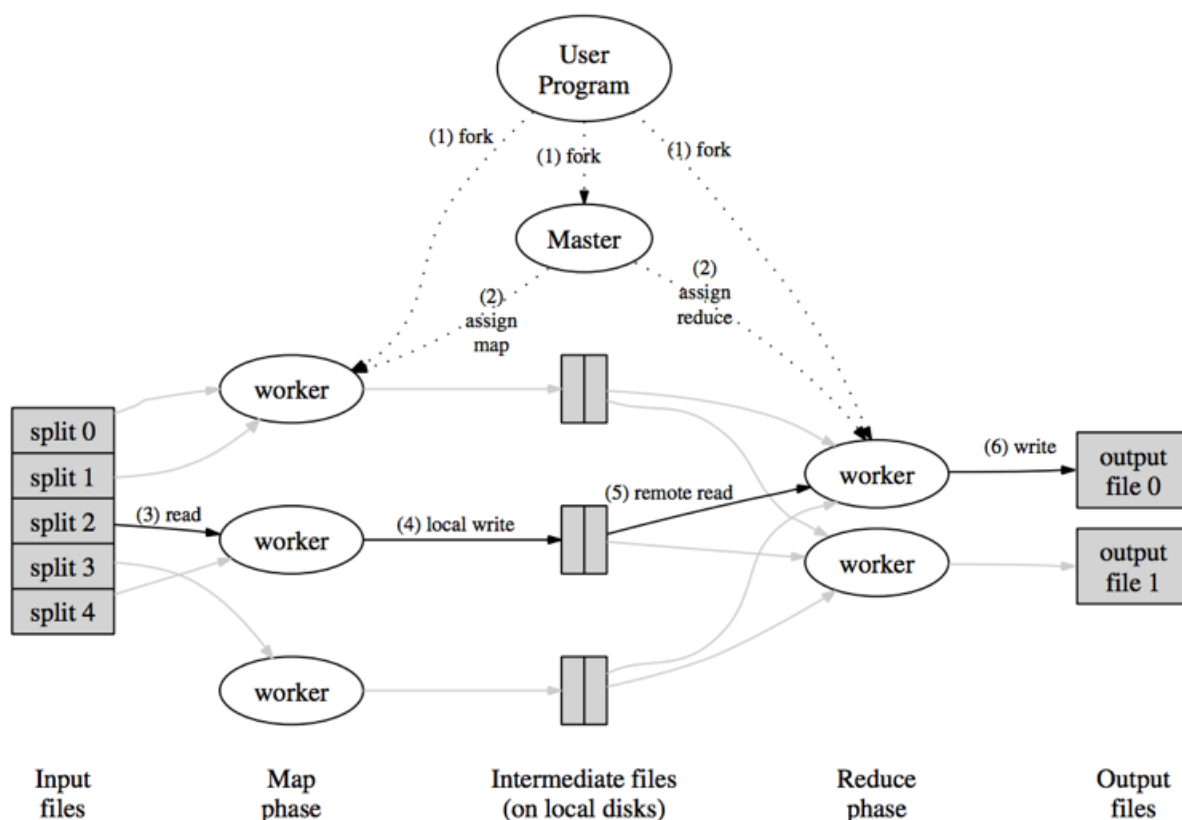 User
Program
(1) fork
(1) fork
(1) fork
Master
(2)
assign
map
(2)
assign
reduce
worker
split 0
split 1
split 2
split 3
split 4
(3) read
worker
(4) local write
worker
(5) remote read
worker
(6) write
output
file 0
worker
output
file 1
Input
files
Map
phase
Intermediate files
(on local disks)
Reduce
phase
Output
files